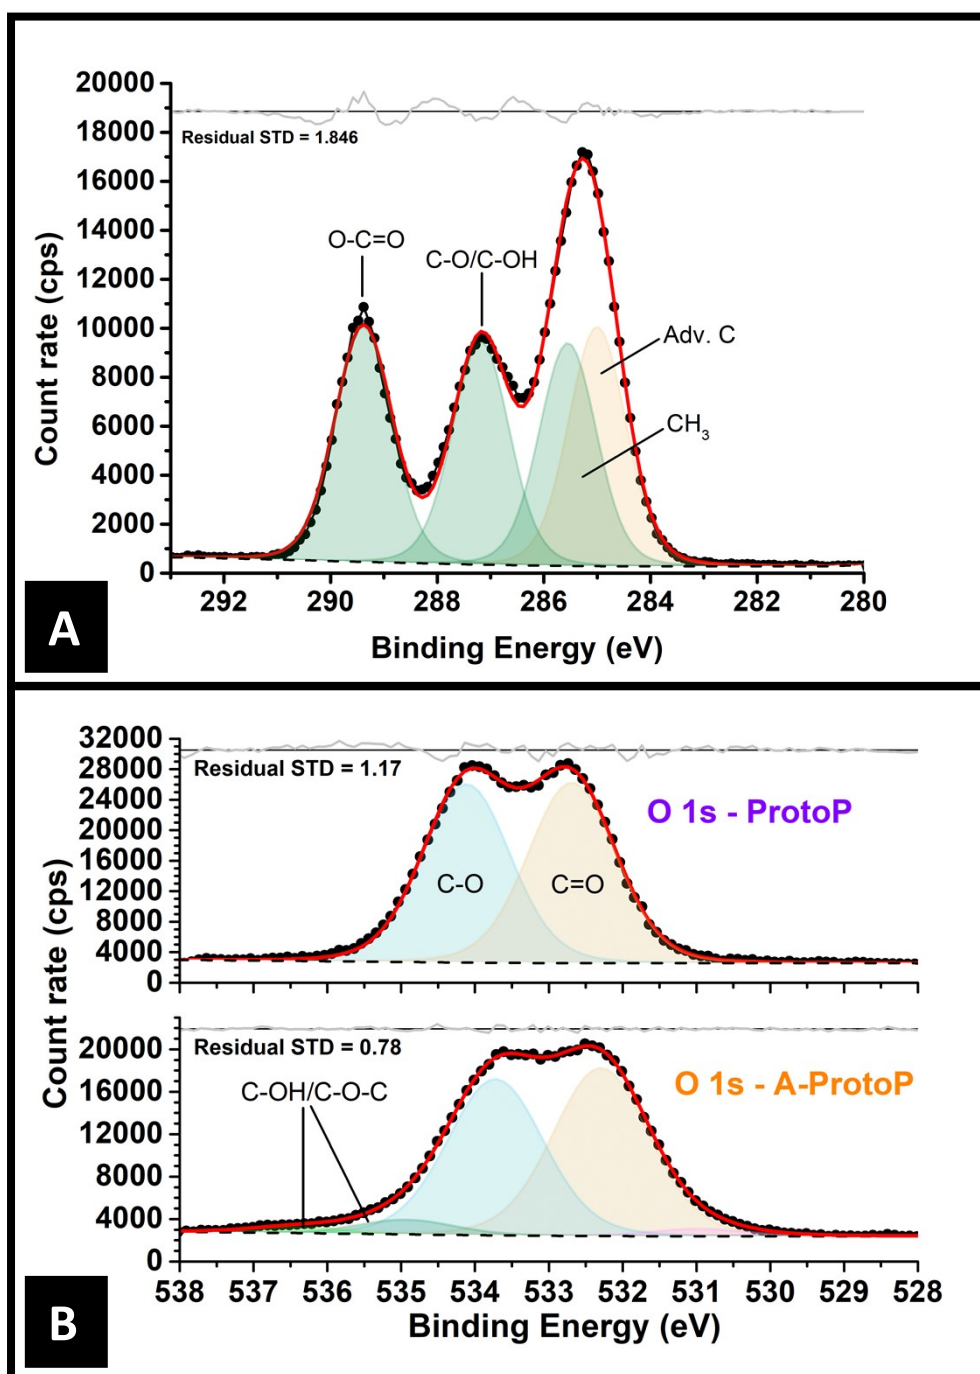 20000
18000
16000
14000
12000
10000
8000
6000
4000
2000
0
Count rate (cps)
Residual STD = 1.846
O-C=O
C-O/C-OH
Adv. C
CH₃
292 290 288 286 284 282 280
Binding Energy (eV)
A
32000
28000
24000
20000
16000
12000
8000
4000
0
Residual STD = 1.17
O 1s - ProtoP
C-O
C=O
Count rate (cps)
20000
16000
12000
8000
4000
0
Residual STD = 0.78
O 1s - A-ProtoP
C-OH/C-O-C
538 537 536 535 534 533 532 531 530 529 528
Binding Energy (eV)
B